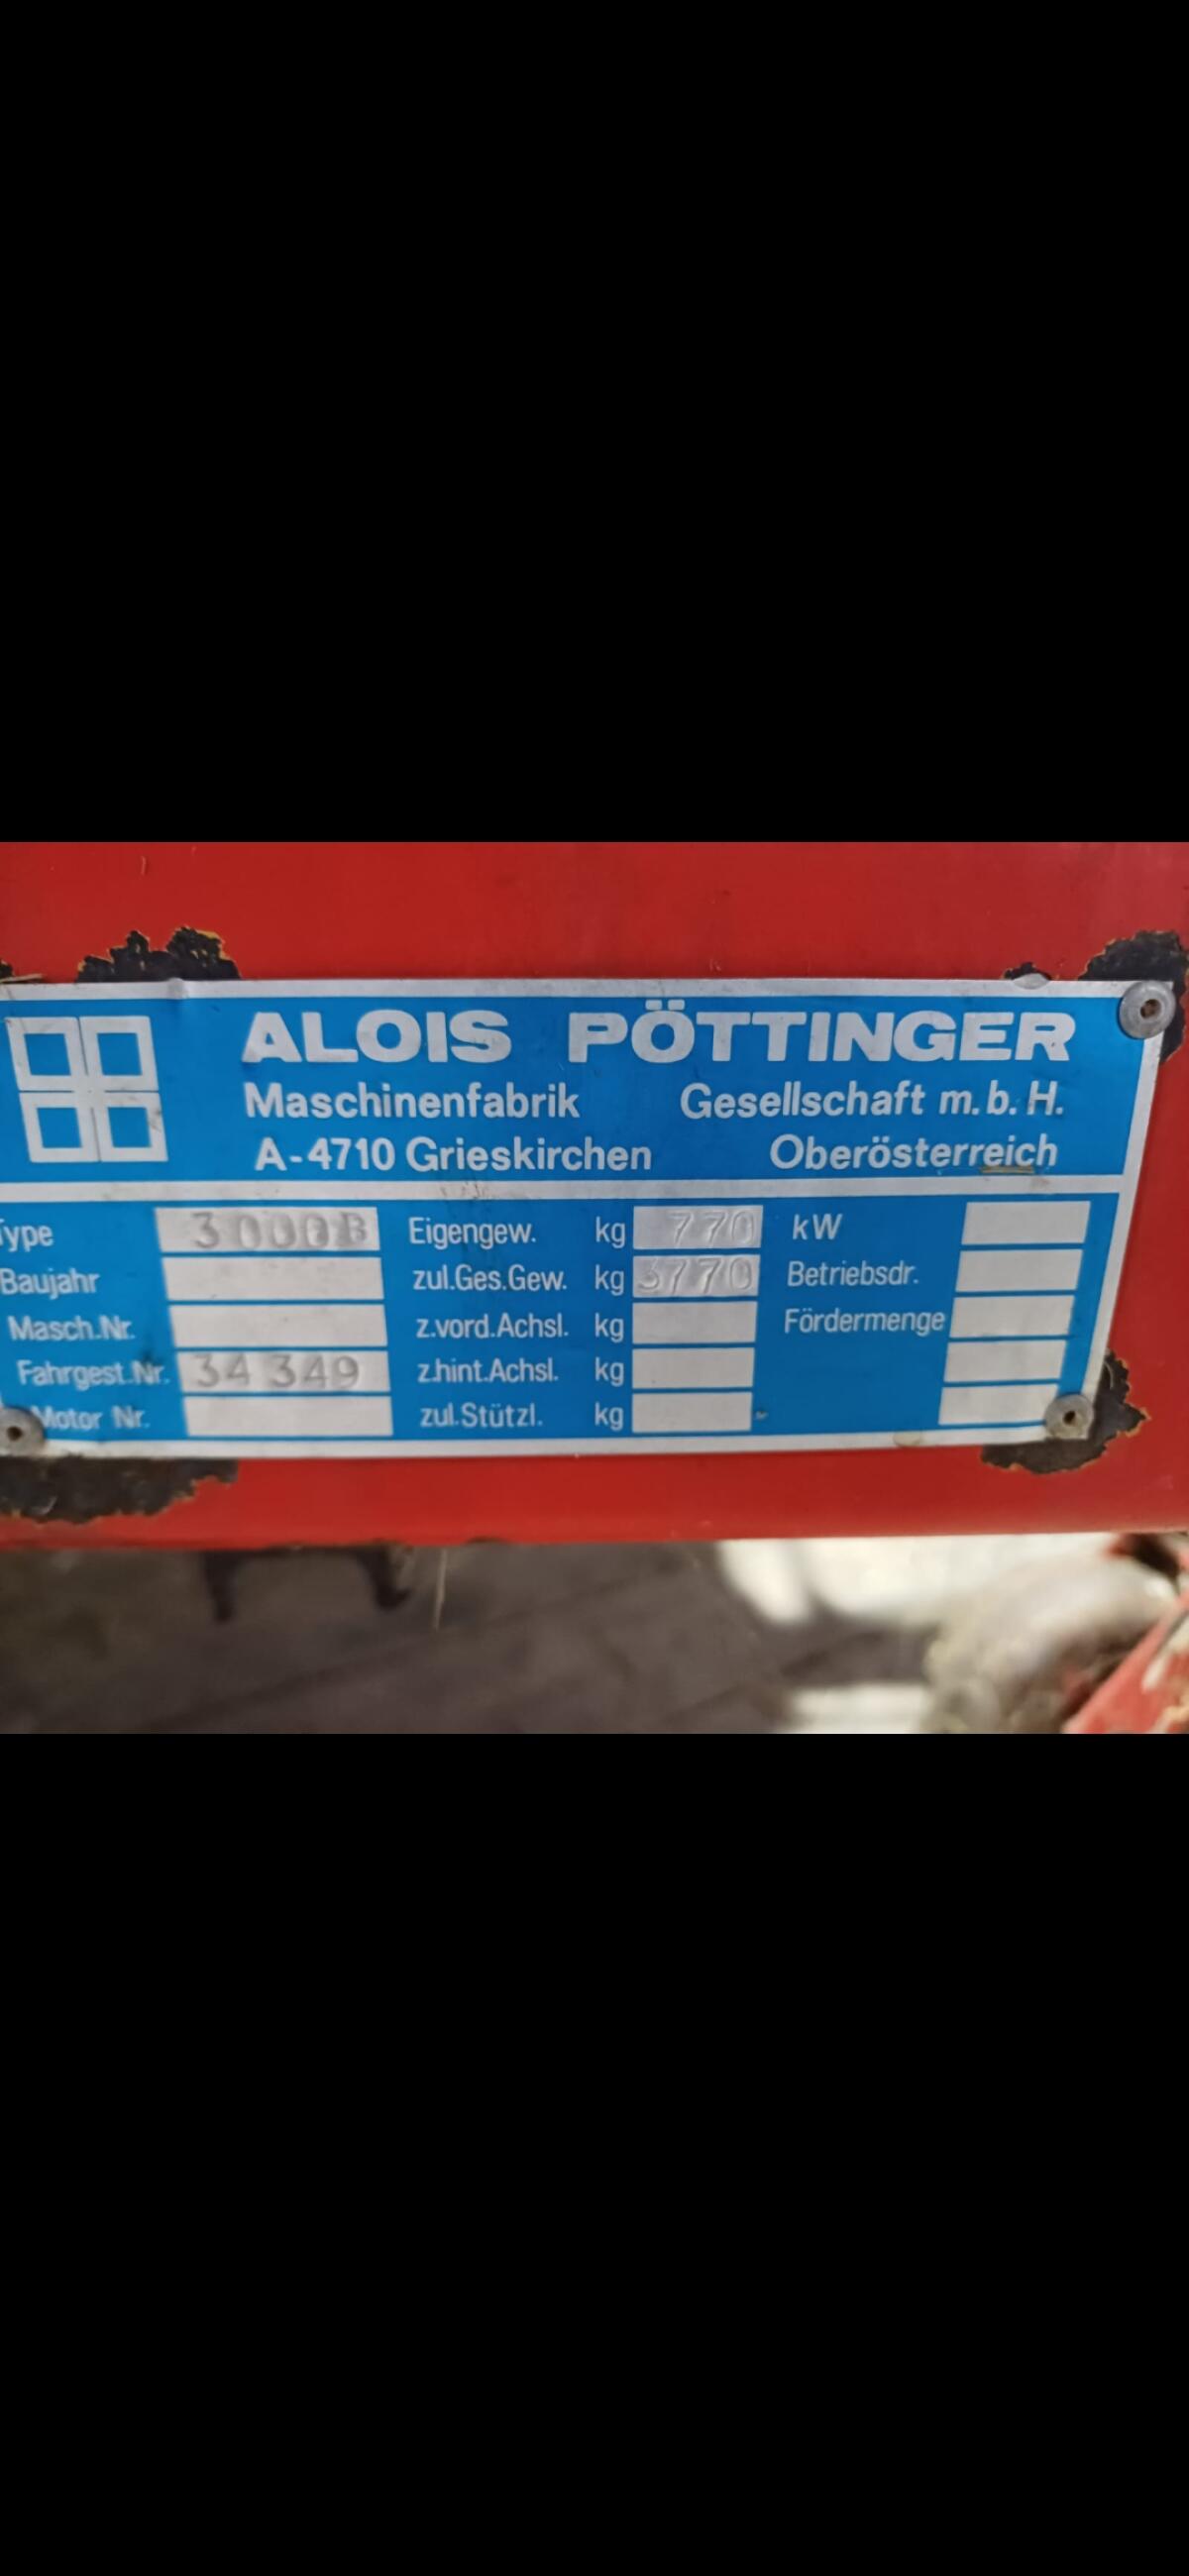 ALOIS PÖTTINGER
Maschinenfabrik Gesellschaft m.b.H.
A-4710 Grieskirchen Oberösterreich
Type 3000B Eigengew. kg 770 kW
Baujahr zul.Ges.Gew. kg 3770 Betriebsdr.
Masch.Nr. z.vord.Achsl. kg Fördermenge
Fahrgest.Nr. 34 349 z.hint.Achsl. kg
Motor Nr. zul.Stützl. kg